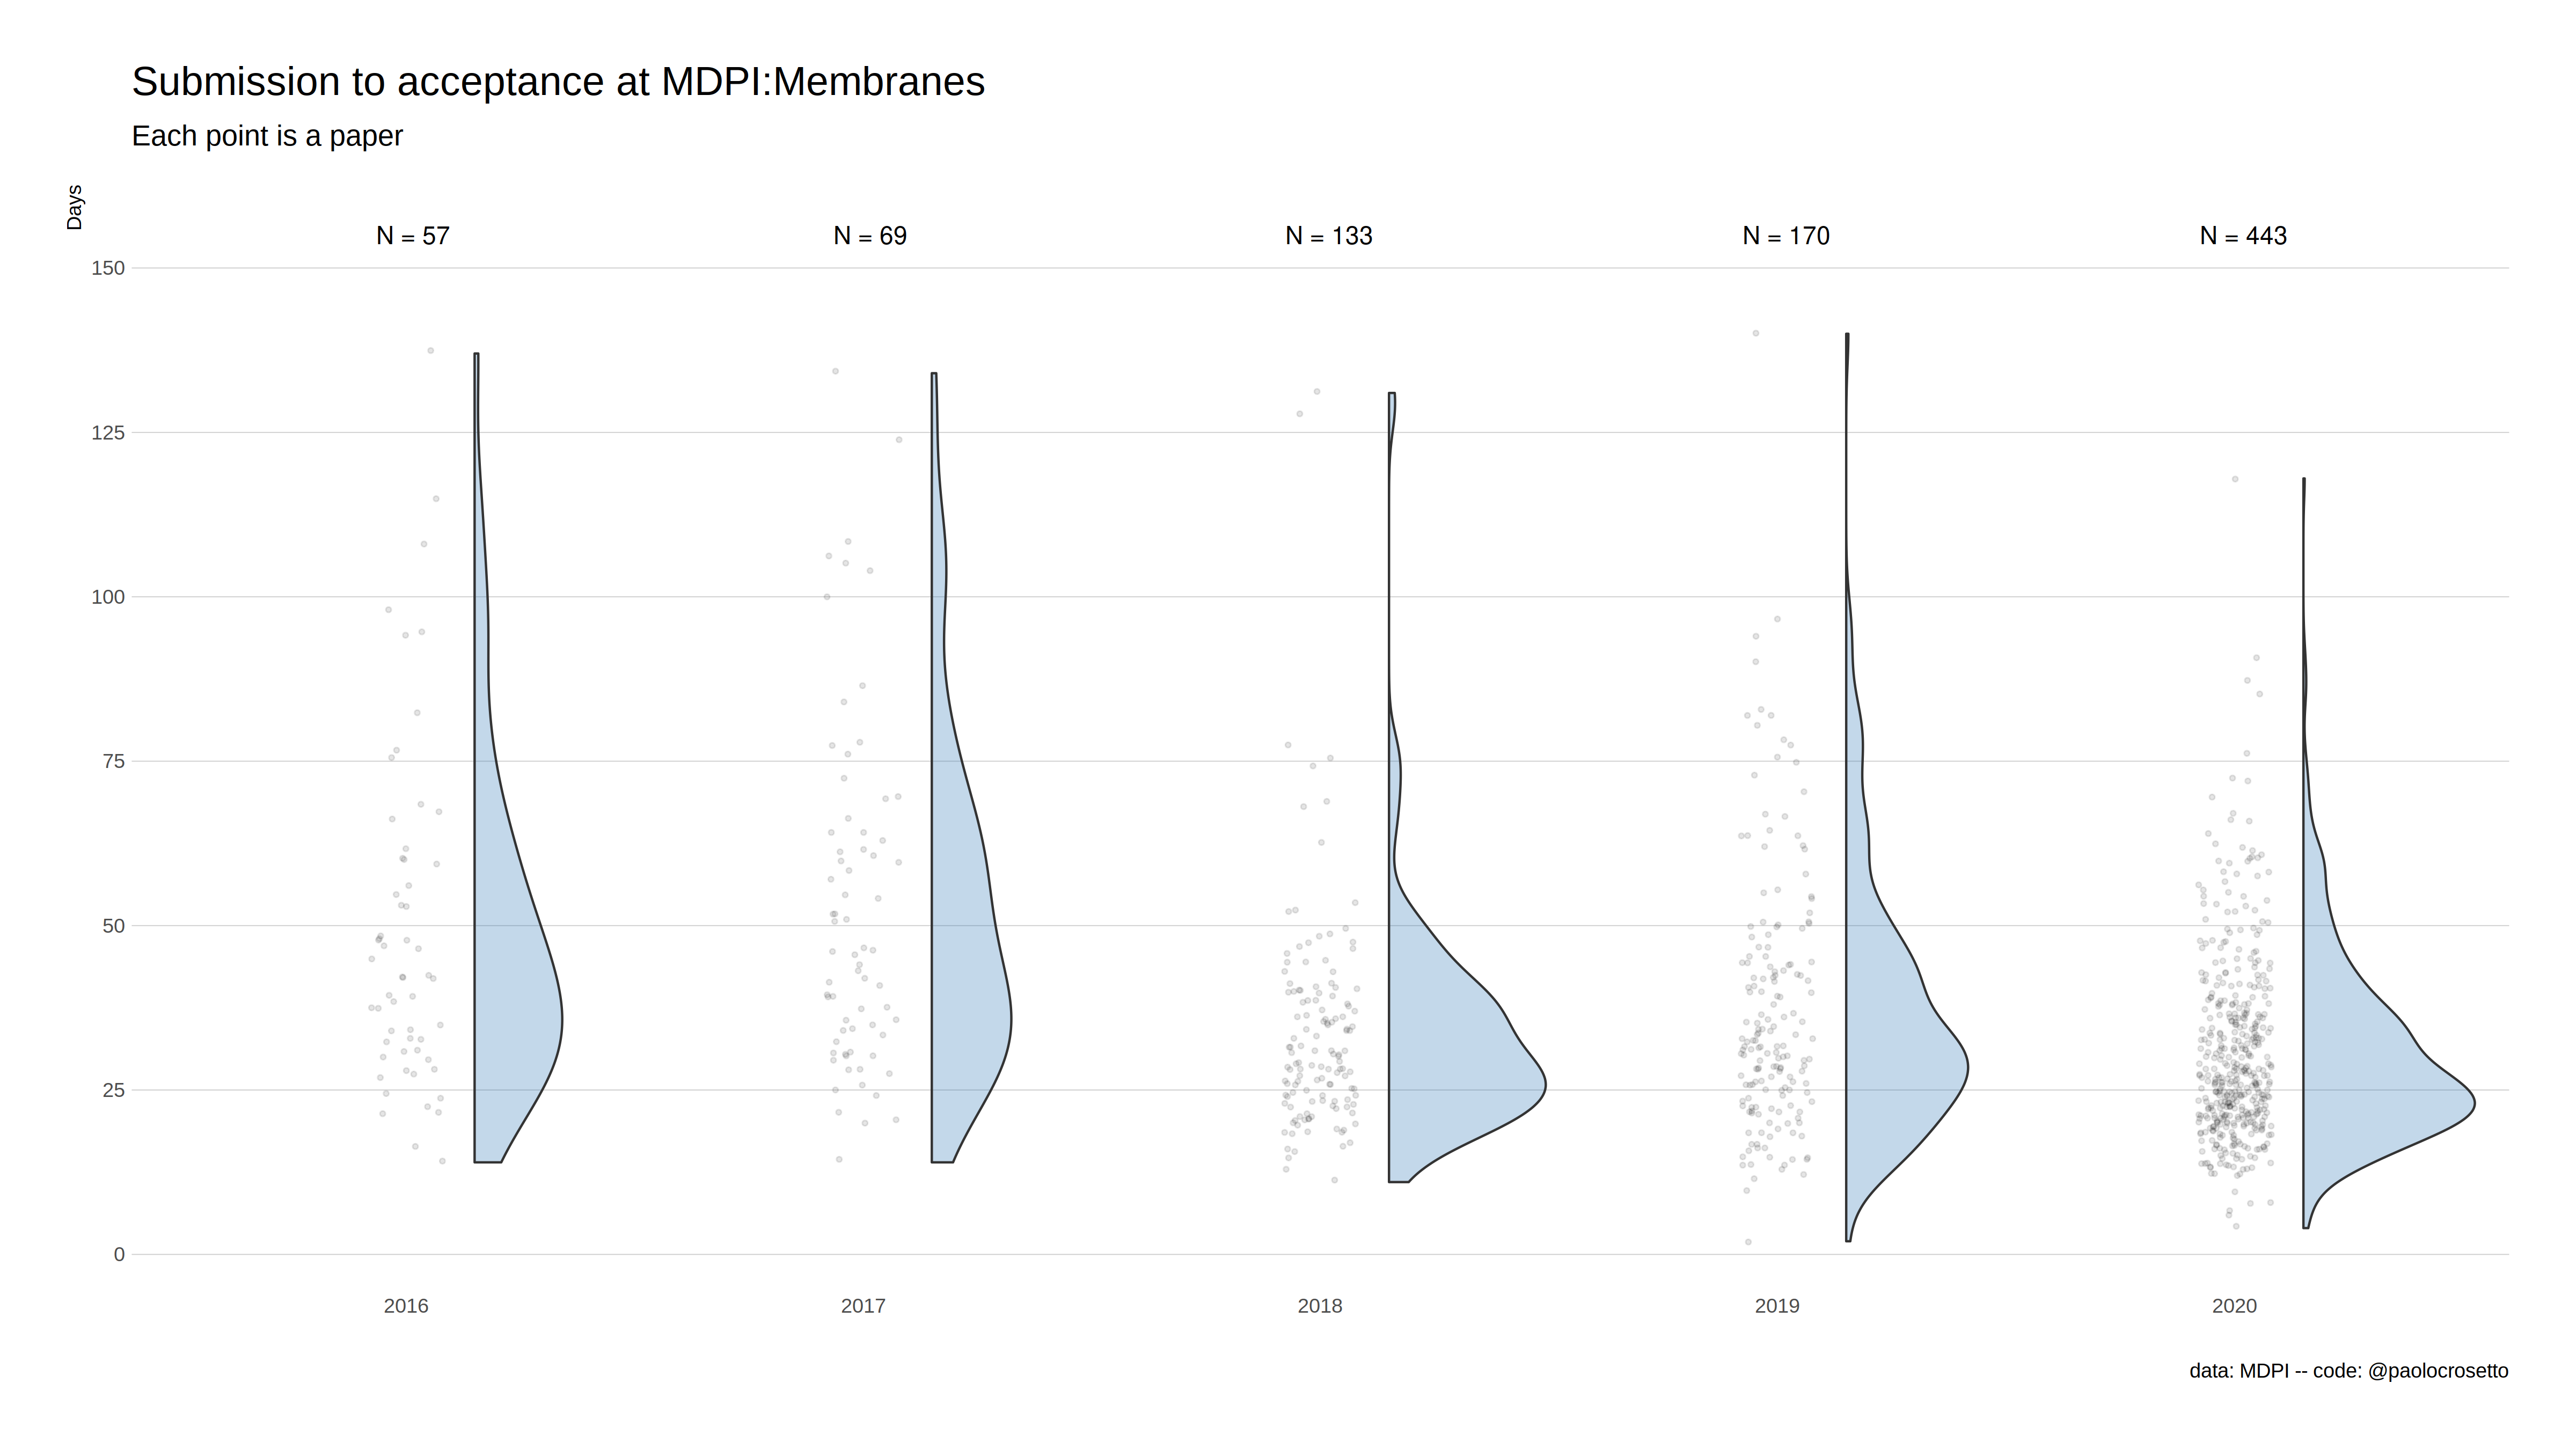 Submission to acceptance at MDPI:Membranes
Each point is a paper
Days
N = 57
N = 69
N = 133
N = 170
N = 443
150
125
100
75
50
25
0
2016
2017
2018
2019
2020
data: MDPI -- code: @paolocrosetto